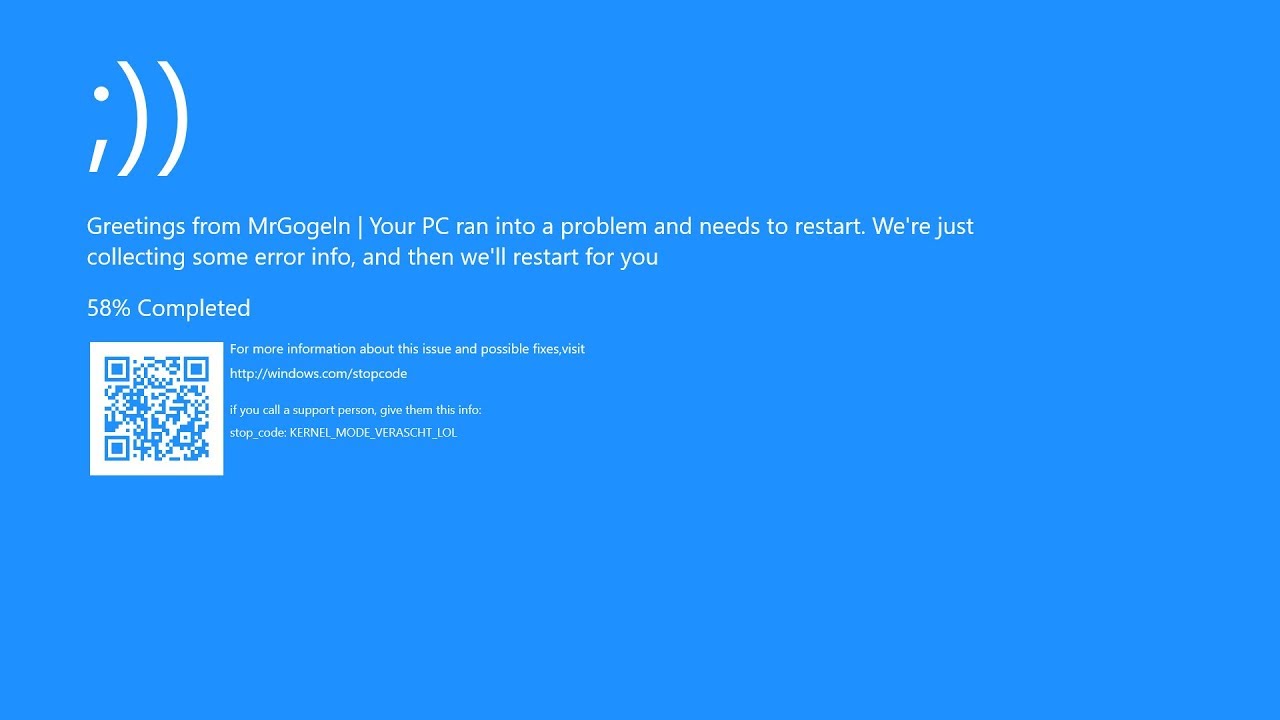 ;))
Greetings from MrGogeln | Your PC ran into a problem and needs to restart. We're just
collecting some error info, and then we'll restart for you
58% Completed
For more information about this issue and possible fixes,visit
http://windows.com/stopcode
if you call a support person, give them this info:
stop_code: KERNEL_MODE_VERASCHT_LOL